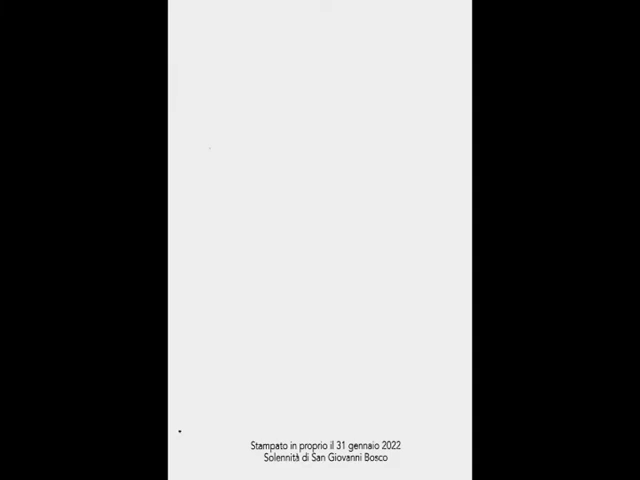 Stampato in proprio il 31 gennaio 2022
Solennità di San Giovanni Bosco